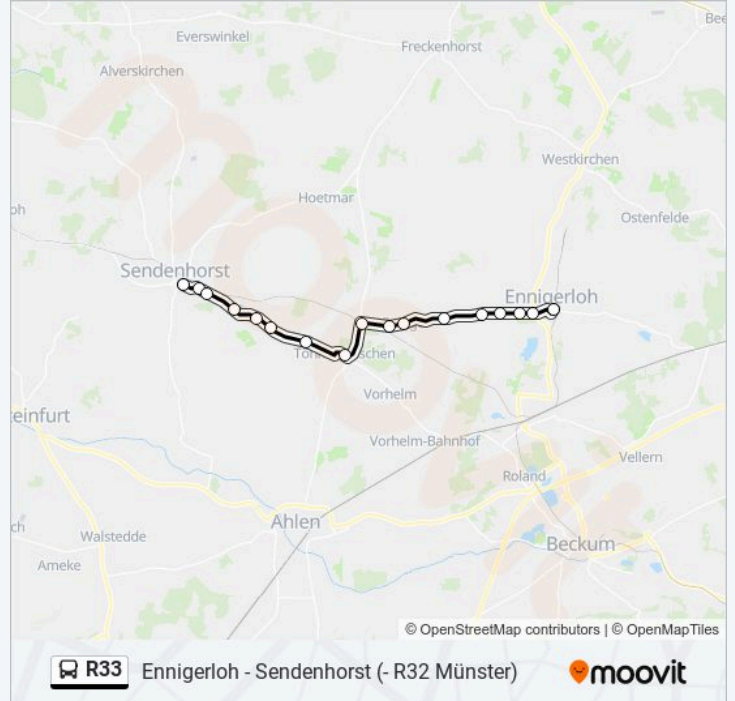 Bee
Everswinkel
Freckenhorst
Alverskirchen
Westkirchen
Hoetmar
Ostenfelde
Sendenhorst
Ennigerloh
Vorhelm
einfurt
Vorhelm-Bahnhof
Vellern
Roland
Ahlen
Walstedde
Beckum
Ameke
© OpenStreetMap contributors | © OpenMapTiles
R33 Ennigerloh - Sendenhorst (- R32 Münster) moovit